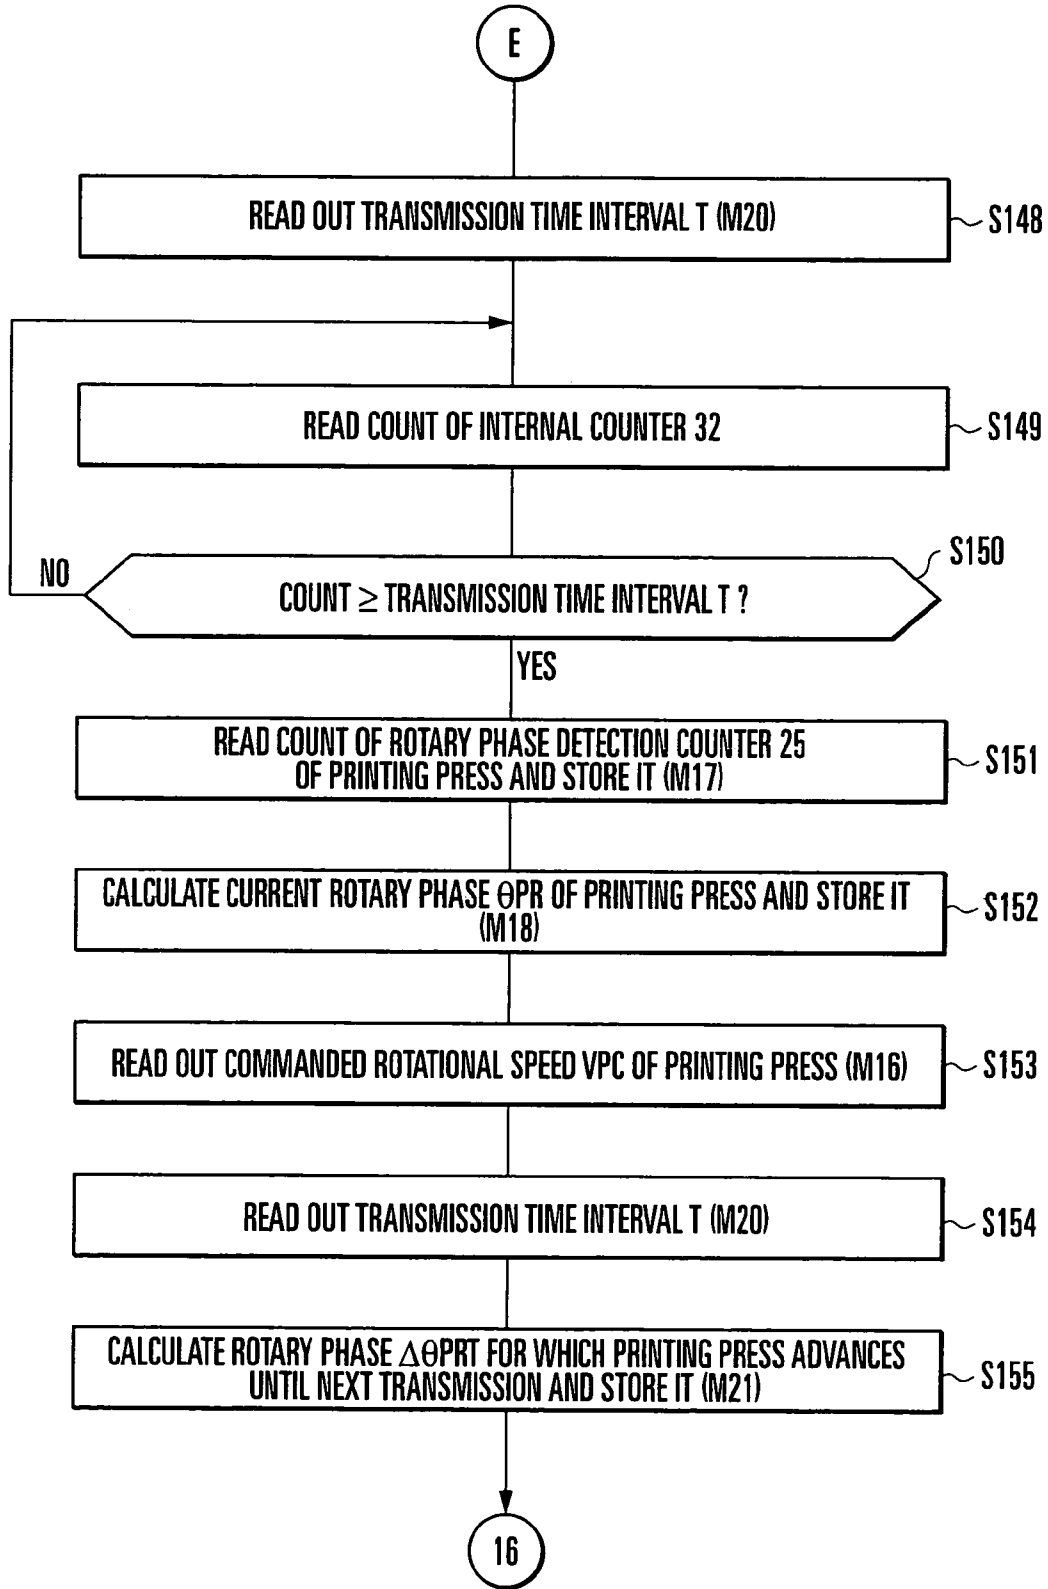 E
READ OUT TRANSMISSION TIME INTERVAL T (M20)
S148
READ COUNT OF INTERNAL COUNTER 32
S149
S150
NO
COUNT ≥ TRANSMISSION TIME INTERVAL T ?
YES
READ COUNT OF ROTARY PHASE DETECTION COUNTER 25
OF PRINTING PRESS AND STORE IT (M17)
S151
CALCULATE CURRENT ROTARY PHASE θPR OF PRINTING PRESS AND STORE IT
(M18)
S152
READ OUT COMMANDED ROTATIONAL SPEED VPC OF PRINTING PRESS (M16)
S153
READ OUT TRANSMISSION TIME INTERVAL T (M20)
S154
CALCULATE ROTARY PHASE ΔθPRT FOR WHICH PRINTING PRESS ADVANCES
UNTIL NEXT TRANSMISSION AND STORE IT (M21)
S155
16